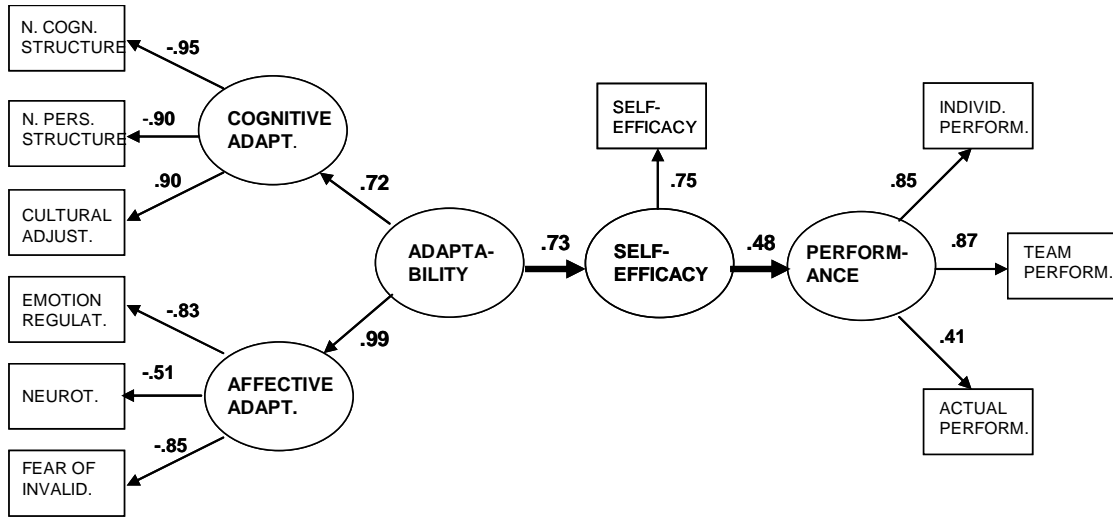 N. COGN.
STRUCTURE
-.95
N. PERS.
STRUCTURE
-.90
CULTURAL
ADJUST.
.90
COGNITIVE
ADAPT.
.72
EMOTION
REGULAT.
-.83
NEUROT.
-.51
FEAR OF
INVALID.
-.85
AFFECTIVE
ADAPT.
.99
ADAPTA-
BILITY
.73
SELF-
EFFICACY
.75
SELF-
EFFICACY
.48
PERFORM-
ANCE
INDIVID.
PERFORM.
.85
.87
TEAM
PERFORM.
.41
ACTUAL
PERFORM.